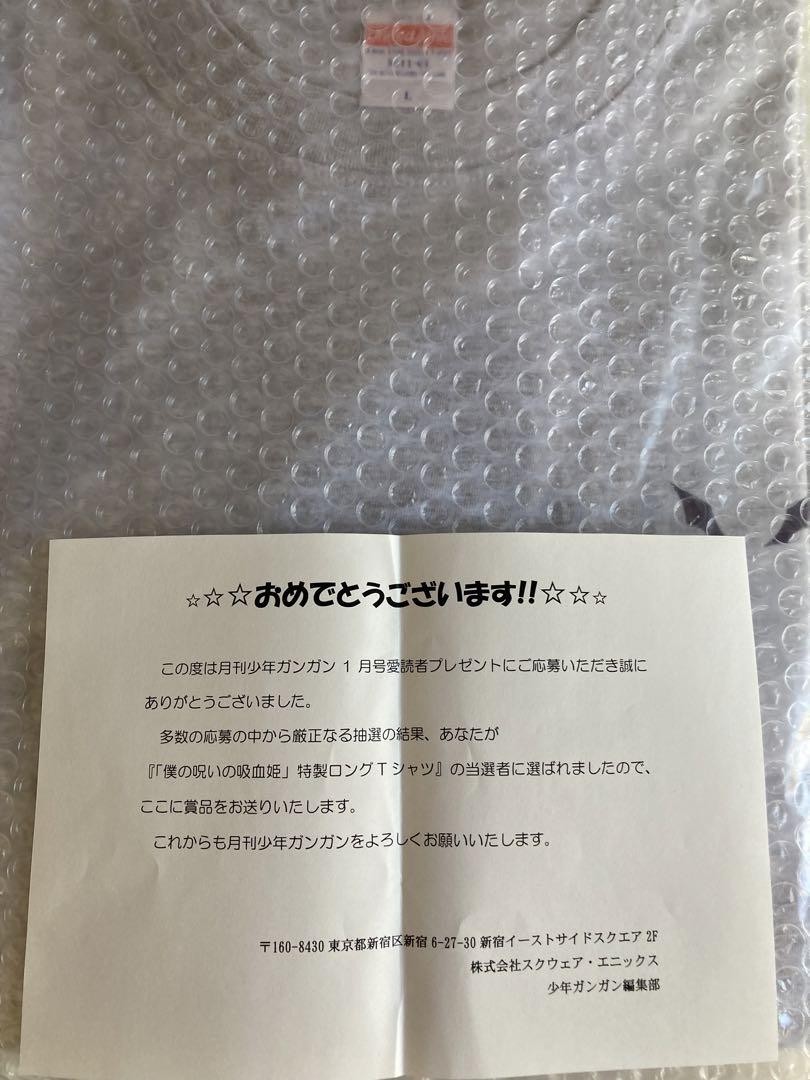 L
☆☆☆おめでとうございます!!☆☆☆
この度は月刊少年ガンガン 1 月号愛読者プレゼントにご応募いただき誠に
ありがとうございました。
多数の応募の中から厳正なる抽選の結果、あなたが
『「僕の呪いの吸血姫」特製ロングTシャツ』の当選者に選ばれましたので、
ここに賞品をお送りいたします。
これからも月刊少年ガンガンをよろしくお願いいたします。
〒160-8430 東京都新宿区新宿 6-27-30 新宿イーストサイドスクエア 2F
株式会社スクウェア・エニックス
少年ガンガン編集部